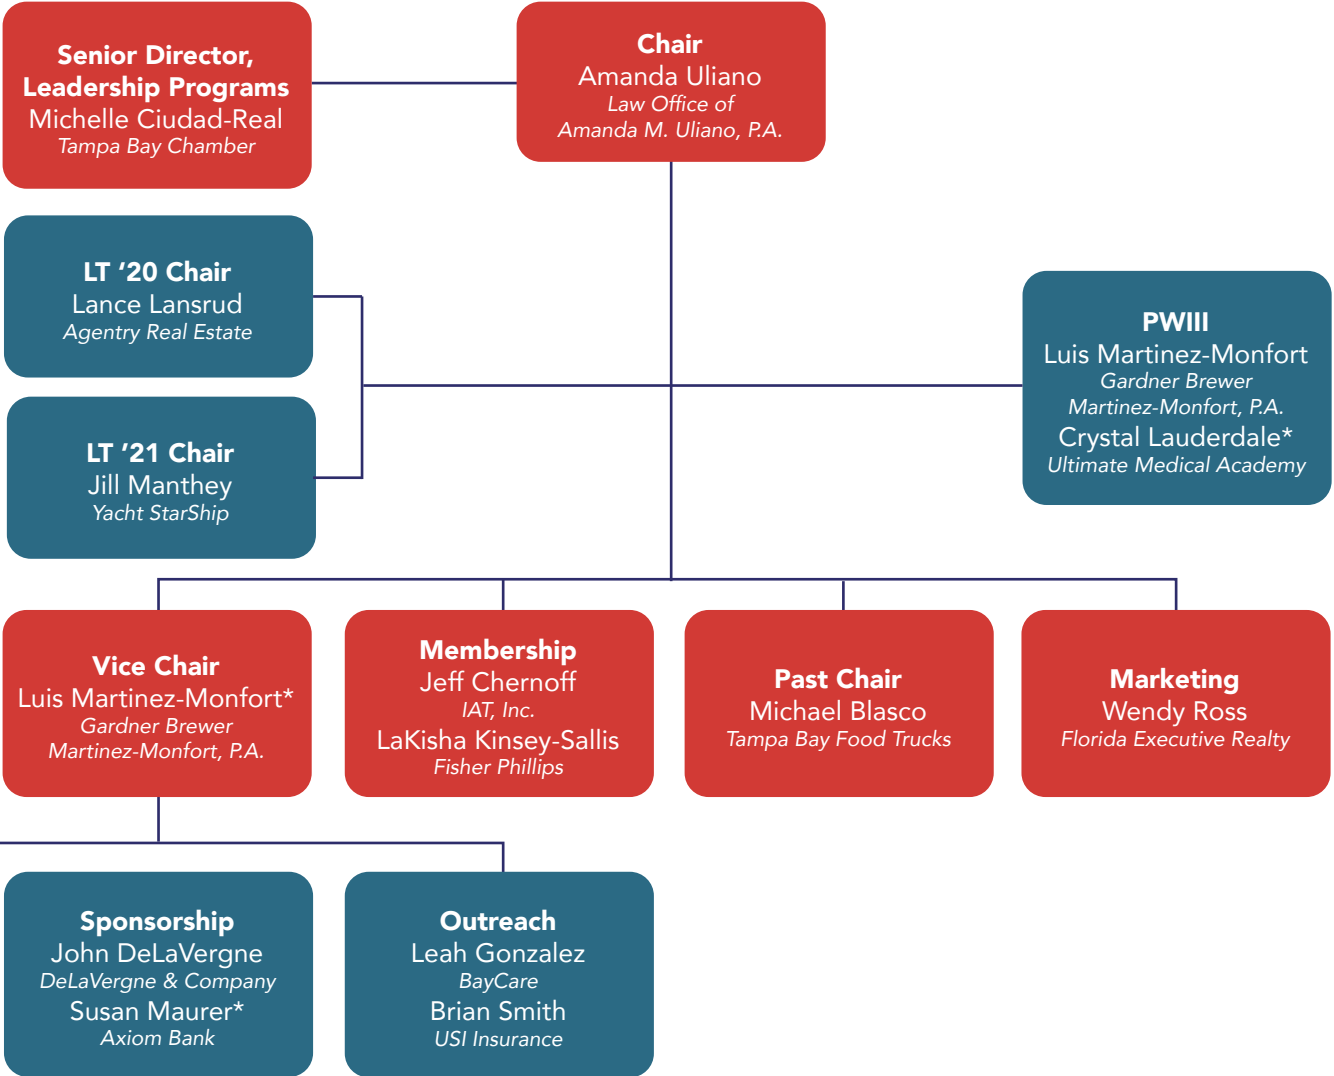 Senior Director,
Leadership Programs
Michelle Ciudad-Real
Tampa Bay Chamber
Chair
Amanda Uliano
Law Office of
Amanda M. Uliano, P.A.
LT ‘20 Chair
Lance Lansrud
Agentry Real Estate
LT ’21 Chair
Jill Manthey
Yacht StarShip
PWIII
Luis Martinez-Monfort
Gardner Brewer
Martinez-Monfort, P.A.
Crystal Lauderdale*
Ultimate Medical Academy
Vice Chair
Luis Martinez-Monfort*
Gardner Brewer
Martinez-Monfort, P.A.
Membership
Jeff Chernoff
IAT, Inc.
LaKisha Kinsey-Sallis
Fisher Phillips
Past Chair
Michael Blasco
Tampa Bay Food Trucks
Marketing
Wendy Ross
Florida Executive Realty
Sponsorship
John DeLaVergne
DeLaVergne & Company
Susan Maurer*
Axiom Bank
Outreach
Leah Gonzalez
BayCare
Brian Smith
USI Insurance